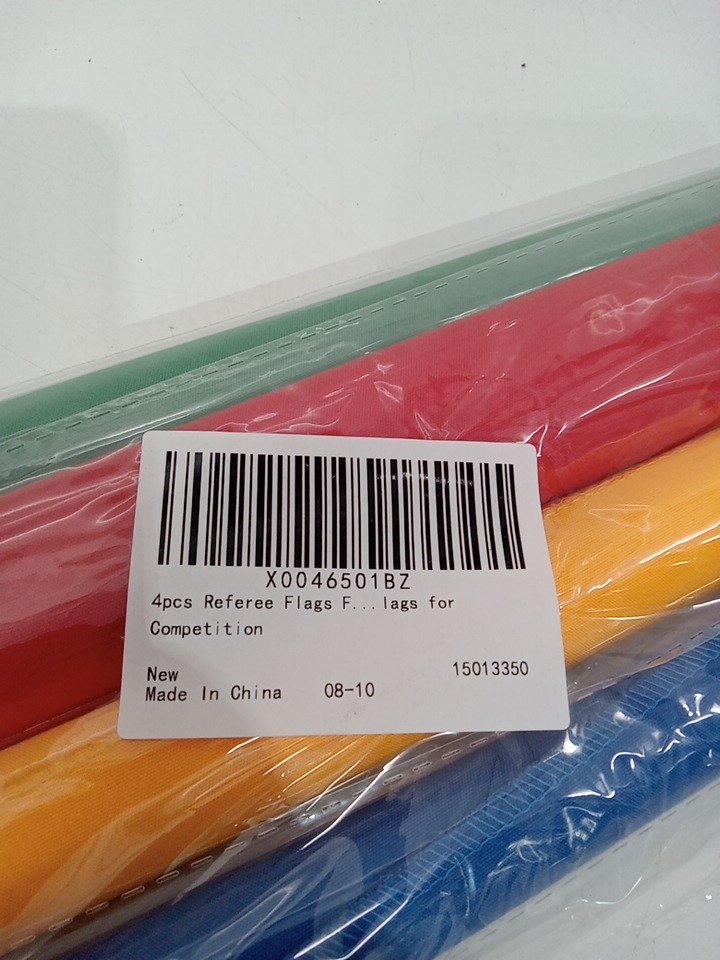 X0046501BZ
4pcs Referee Flags F...lags for
Competition
New
15013350
Made In China 08-10